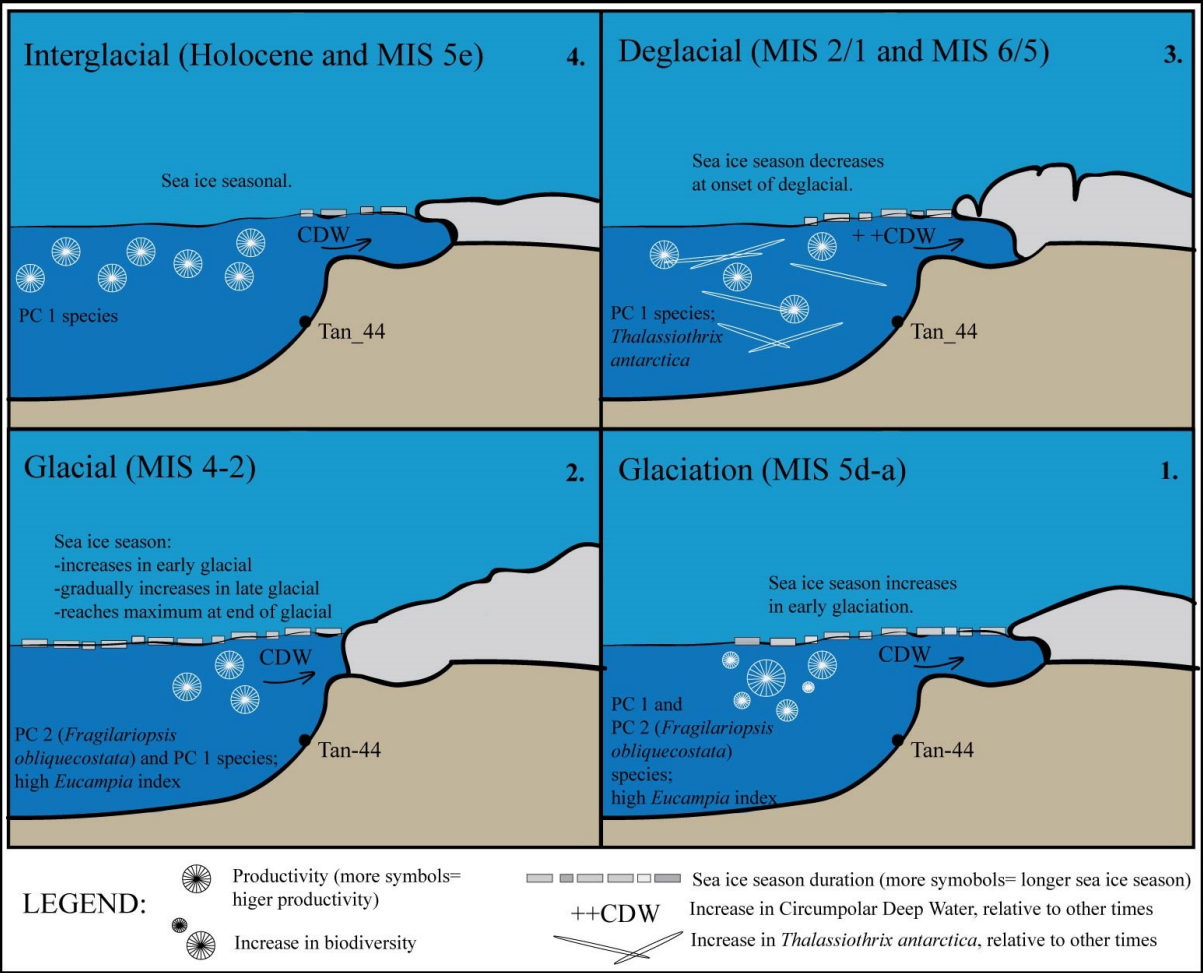 Interglacial (Holocene and MIS 5e)
4.
Sea ice seasonal.
CDW
PC 1 species
Tan_44
Deglacial (MIS 2/1 and MIS 6/5)
3.
Sea ice season decreases
at onset of deglacial.
+ +CDW
PC 1 species;
Thalassiothrix
antarctica
Tan_44
Glacial (MIS 4-2)
2.
Sea ice season:
-increases in early glacial
-gradually increases in late glacial
-reaches maximum at end of glacial
CDW
PC 2 (Fragilariopsis
obliquecostata) and PC 1 species;
high Eucampia index
Tan-44
Glaciation (MIS 5d-a)
1.
Sea ice season increases
in early glaciation.
CDW
PC 1 and
PC 2 (Fragilariopsis
obliquecostata)
species;
high Eucampia index
Tan-44
LEGEND:
Productivity (more symbols=
higer productivity)
Increase in biodiversity
Sea ice season duration (more symobols= longer sea ice season)
++CDW
Increase in Circumpolar Deep Water, relative to other times
Increase in Thalassiothrix antarctica, relative to other times